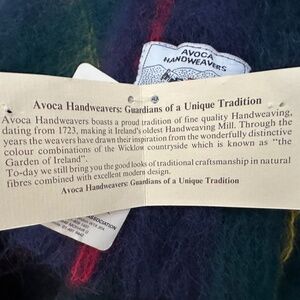 AVOCA
HANDWEAVERS
Avoca Handweavers: Guardians of a Unique Tradition
Avoca Handweavers boasts a proud tradition of fine quality Handweaving,
dating from 1723, making it Ireland's oldest Handweaving Mill. Through the
years the weavers have drawn their inspiration from the wonderfully distinctive
colour combinations of the Wicklow countryside which is known as "the
Garden of Ireland".
To-day we still bring you the good looks of traditional craftsmanship in natural
fibres combined with excellent modern design.
Avoca Handweavers: Guardians of a Unique Tradition
ASSOCIATION